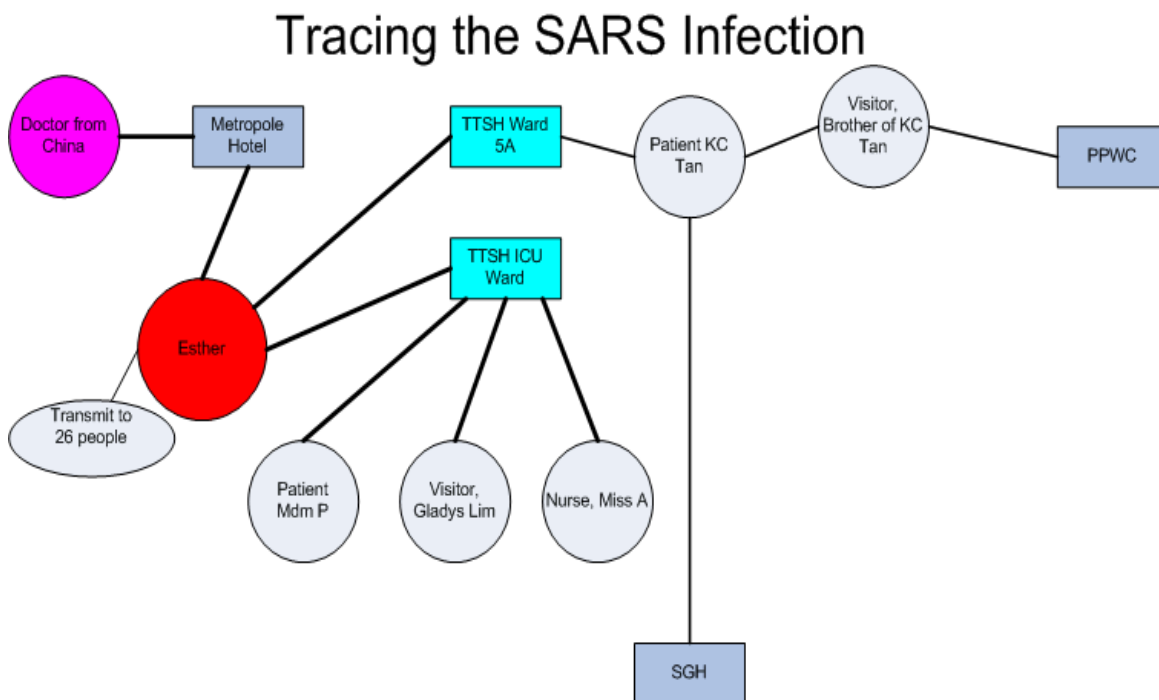 Tracing the SARS Infection
Doctor from
China
Metropole
Hotel
TTSH Ward
5A
Patient KC
Tan
Visitor,
Brother of KC
Tan
PPWC
TTSH ICU
Ward
Esther
Transmit to
26 people
Patient
Mdm P
Visitor,
Gladys Lim
Nurse, Miss A
SGH